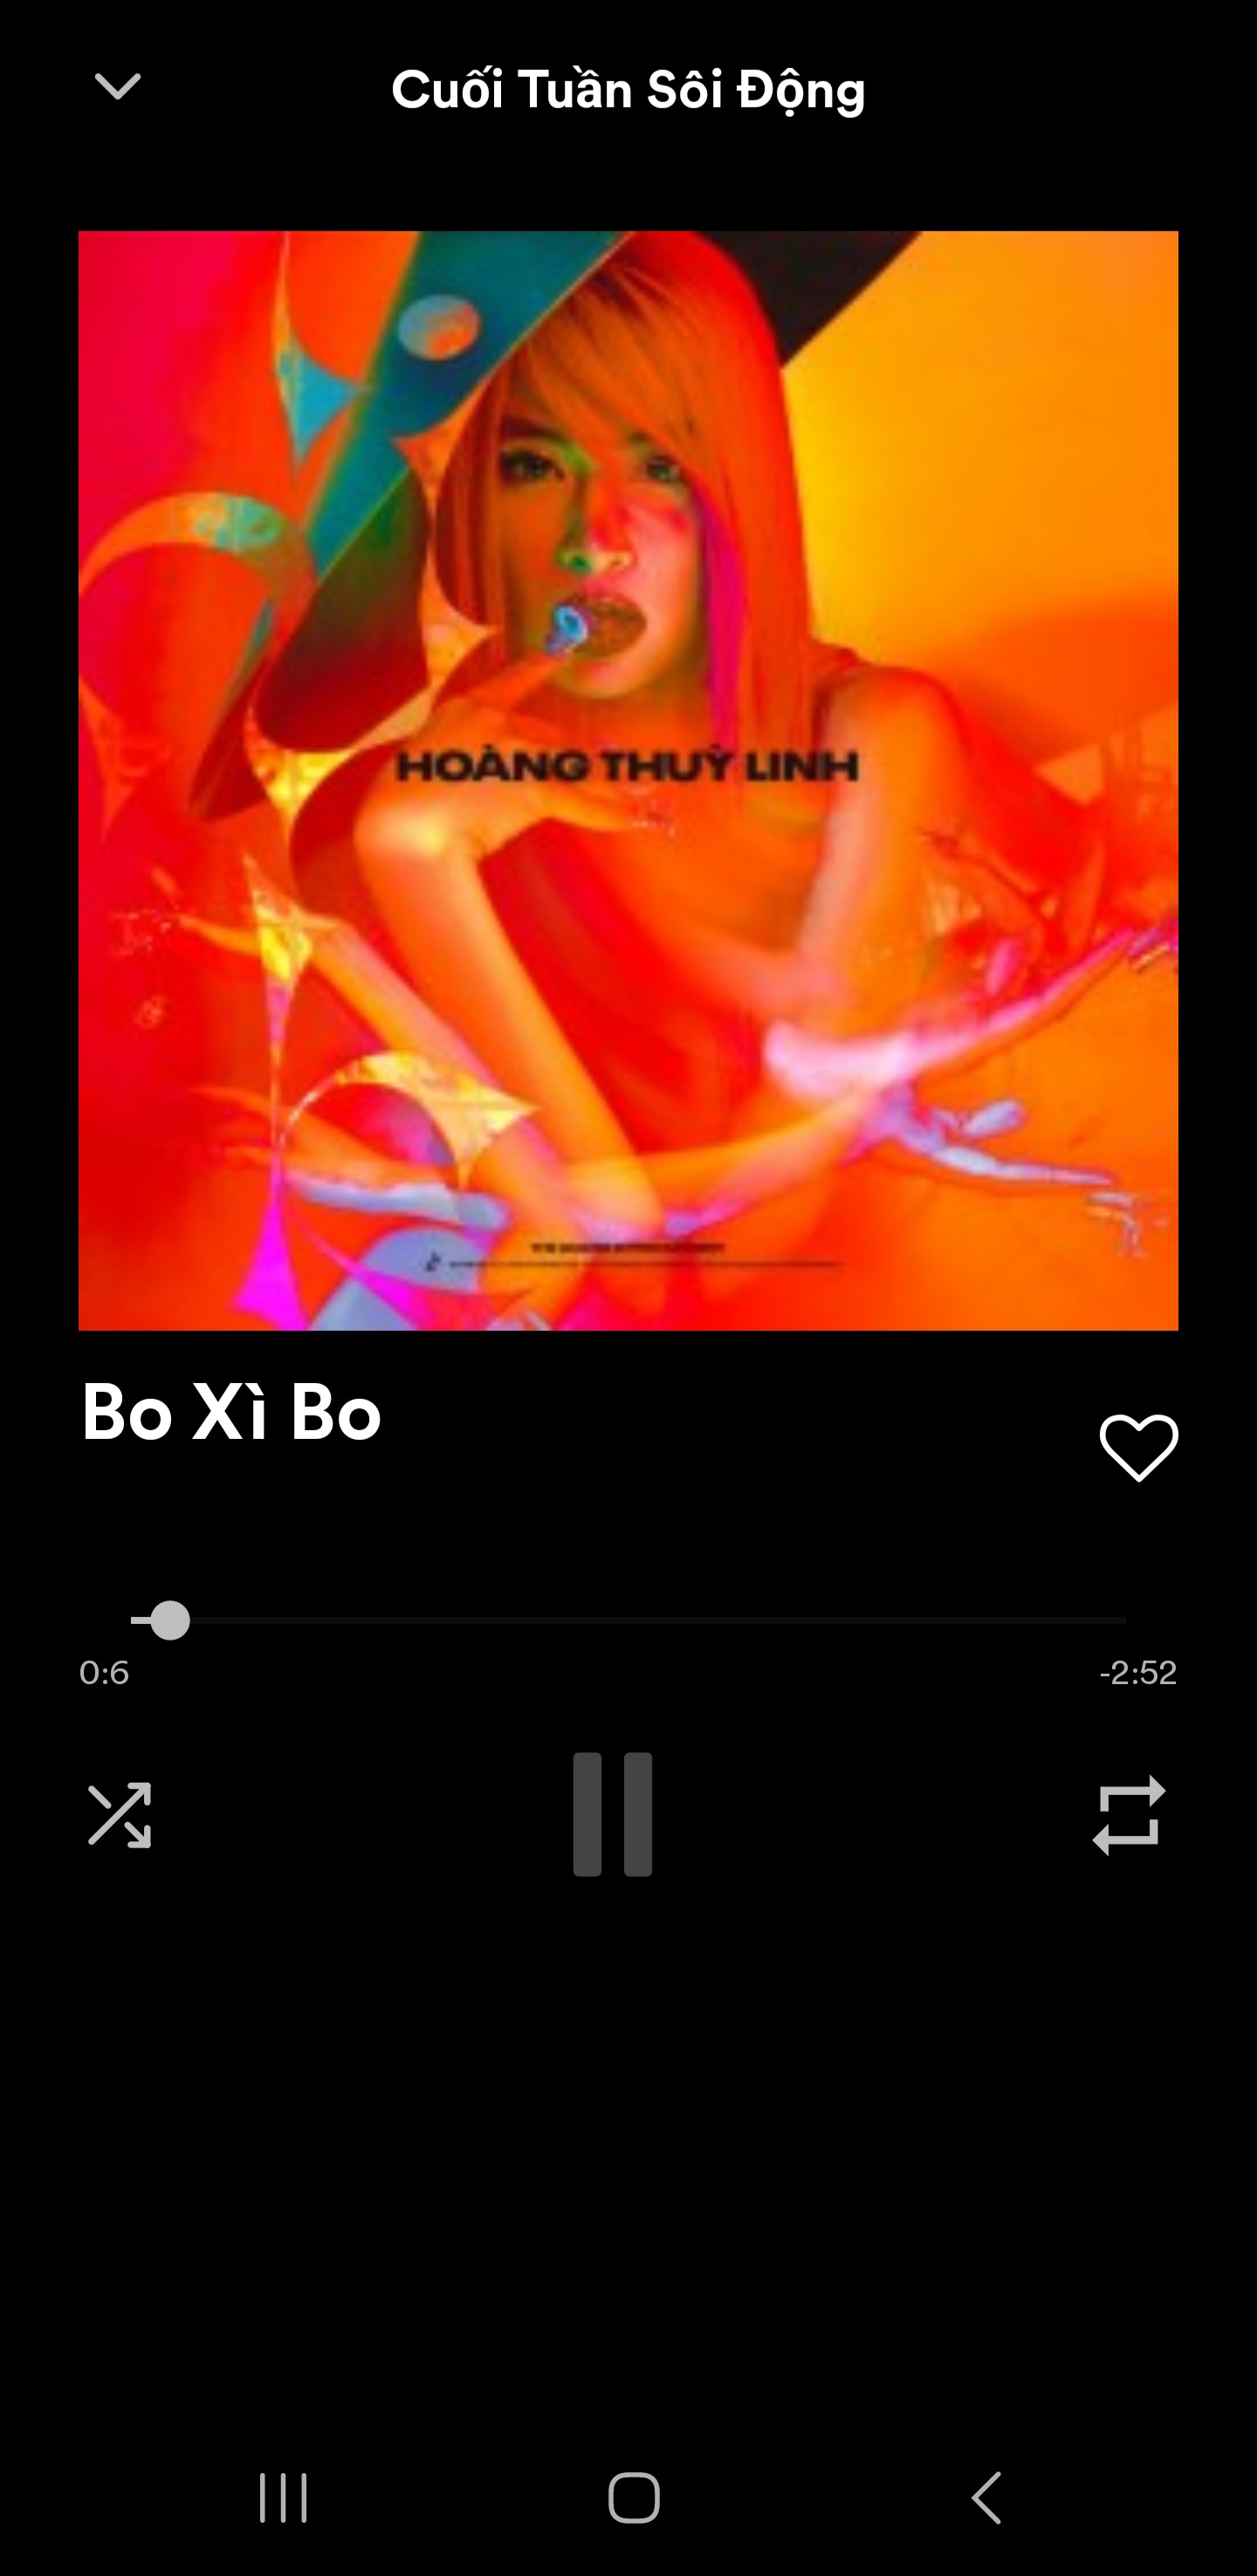 Cuối Tuần Sôi Động
HOÀNG THUỲ LINH
Bo Xì Bo
0:6
-2:52